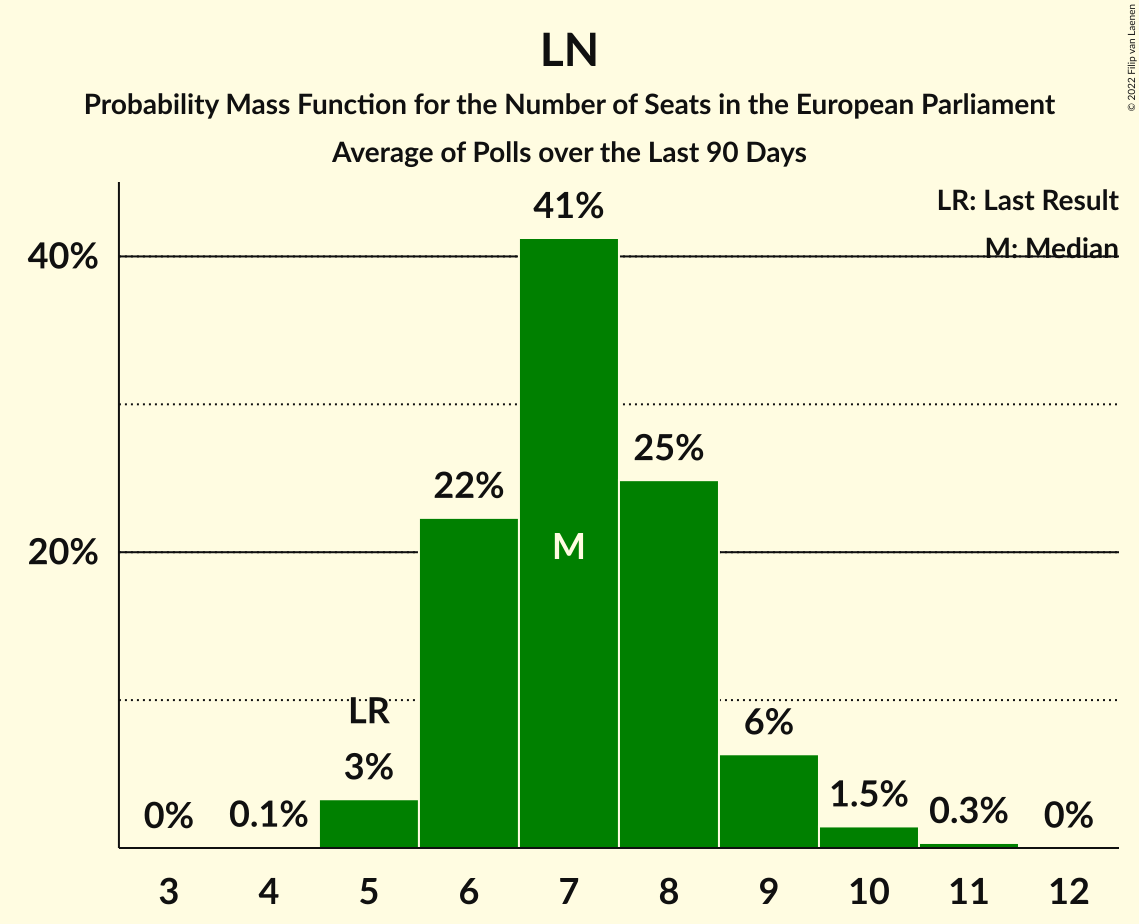 LN
Probability Mass Function for the Number of Seats in the European Parliament
Average of Polls over the Last 90 Days
© 2022 Filip van Laenen
LR: Last Result
M: Median
40%
20%
0%
0.1%
LR
3%
22%
41%
M
25%
6%
1.5%
0.3%
0%
3 4 5 6 7 8 9 10 11 12